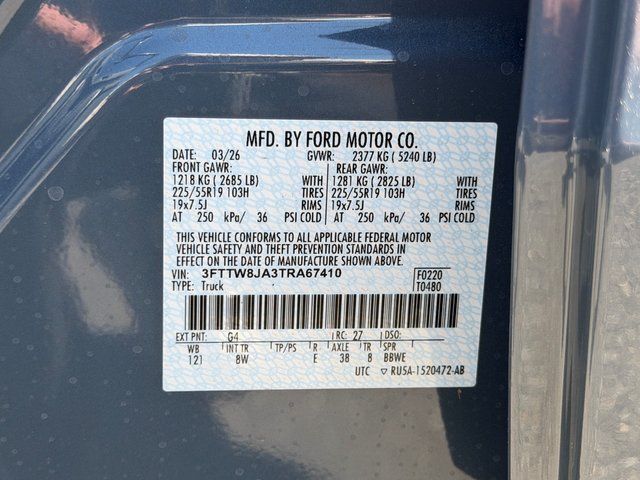 MFD. BY FORD MOTOR CO.
DATE: 03/26 GVWR: 2377 KG ( 5240 LB)
FRONT GAWR: REAR GAWR:
1218 KG ( 2685 LB) WITH 1281 KG ( 2825 LB) WITH
225/55R19 103H TIRES 225/55R19 103H TIRES
19x7.5J RIMS 19x7.5J RIMS
AT 250 kPa/ 36 PSI COLD AT 250 kPa/ 36 PSI COLD
THIS VEHICLE CONFORMS TO ALL APPLICABLE FEDERAL MOTOR
VEHICLE SAFETY AND THEFT PREVENTION STANDARDS IN
EFFECT ON THE DATE OF MANUFACTURE SHOWN ABOVE.
VIN: 3FTTW8JA3TRA67410 F0220
TYPE: Truck T0480
EXT PNT: G4 RC: 27 DSO:
WB INT TR TP/PS R AXLE TR SPR
121 8W E 38 8 BBWE
UTC ▽ RU5A-1520472-AB